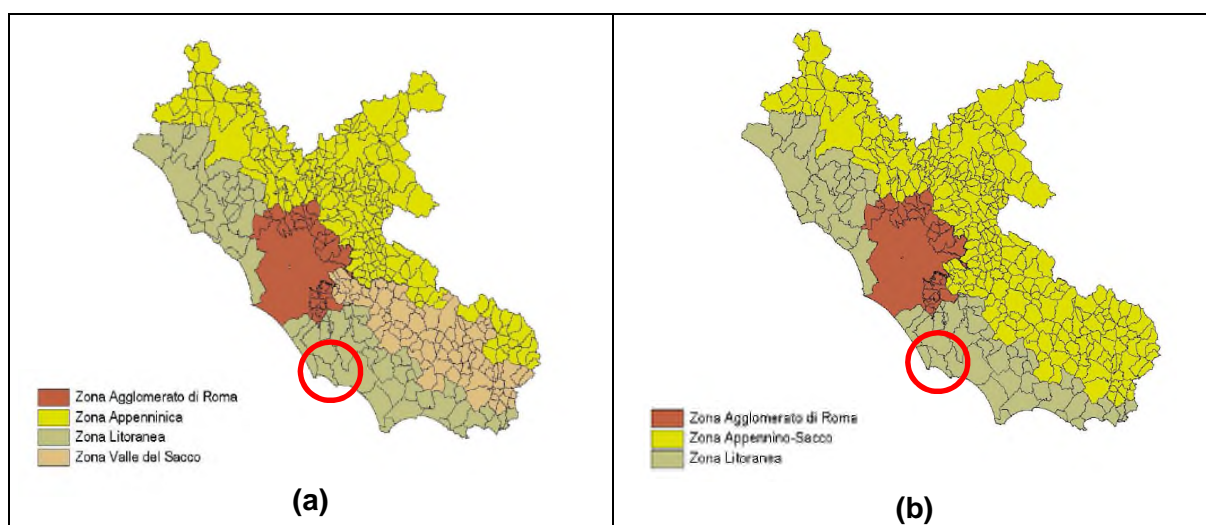 Zona Agglomerato di Roma
Zona Appenninica
Zona Litoranea
Zona Valle del Sacco
(a)
Zona Agglomerato di Roma
Zona Appennino-Sacco
Zona Litoranea
(b)